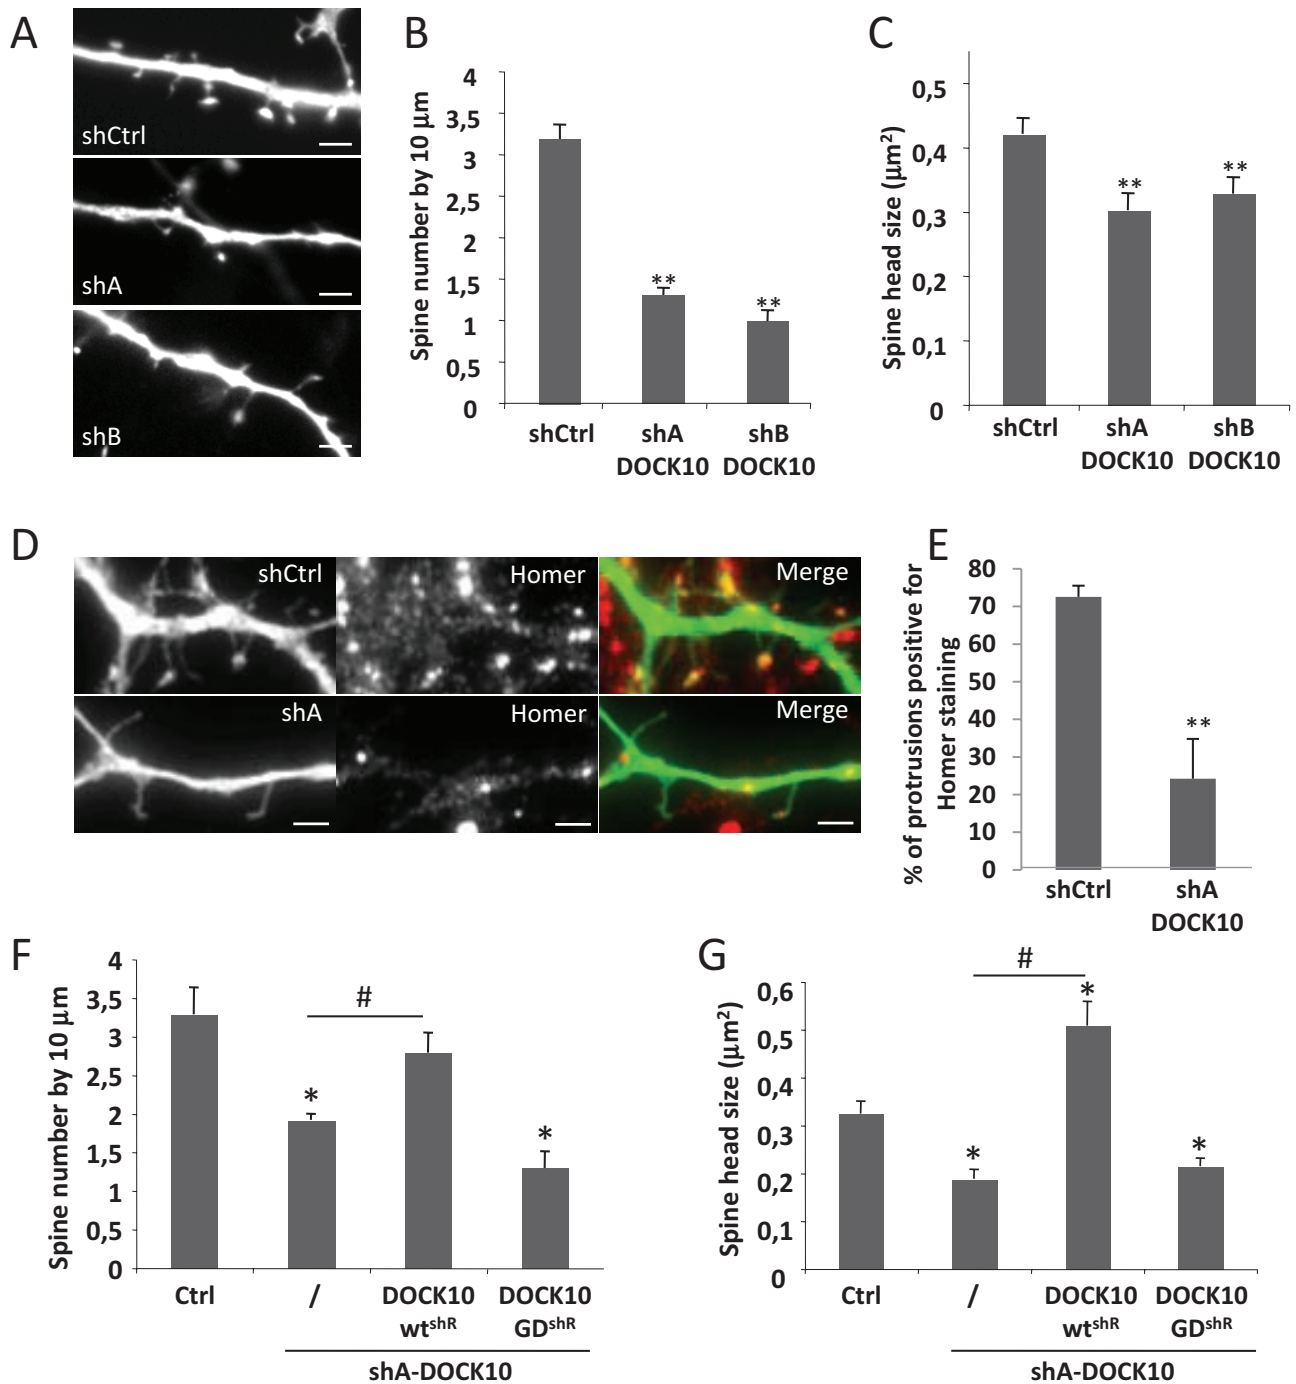 A
shCtrl
shA
shB
B
Spine number by 10 μm
4
3,5
3
2,5
2
1,5
1
0,5
0
**
**
shCtrl
shA
DOCK10
shB
DOCK10
C
Spine head size (μm²)
0,5
0,4
0,3
0,2
0,1
0
**
**
shCtrl
shA
DOCK10
shB
DOCK10
D
shCtrl
Homer
Merge
shA
Homer
Merge
E
% of protrusions positive for
Homer staining
80
70
60
50
40
30
20
10
0
**
shCtrl
shA
DOCK10
F
Spine number by 10 μm
4
3,5
3
2,5
2
1,5
1
0,5
0
#
*
*
Ctrl
/
DOCK10
wt^shR
DOCK10
GD^shR
shA-DOCK10
G
Spine head size (μm²)
0,6
0,5
0,4
0,3
0,2
0,1
0
#
*
*
*
Ctrl
/
DOCK10
wt^shR
DOCK10
GD^shR
shA-DOCK10